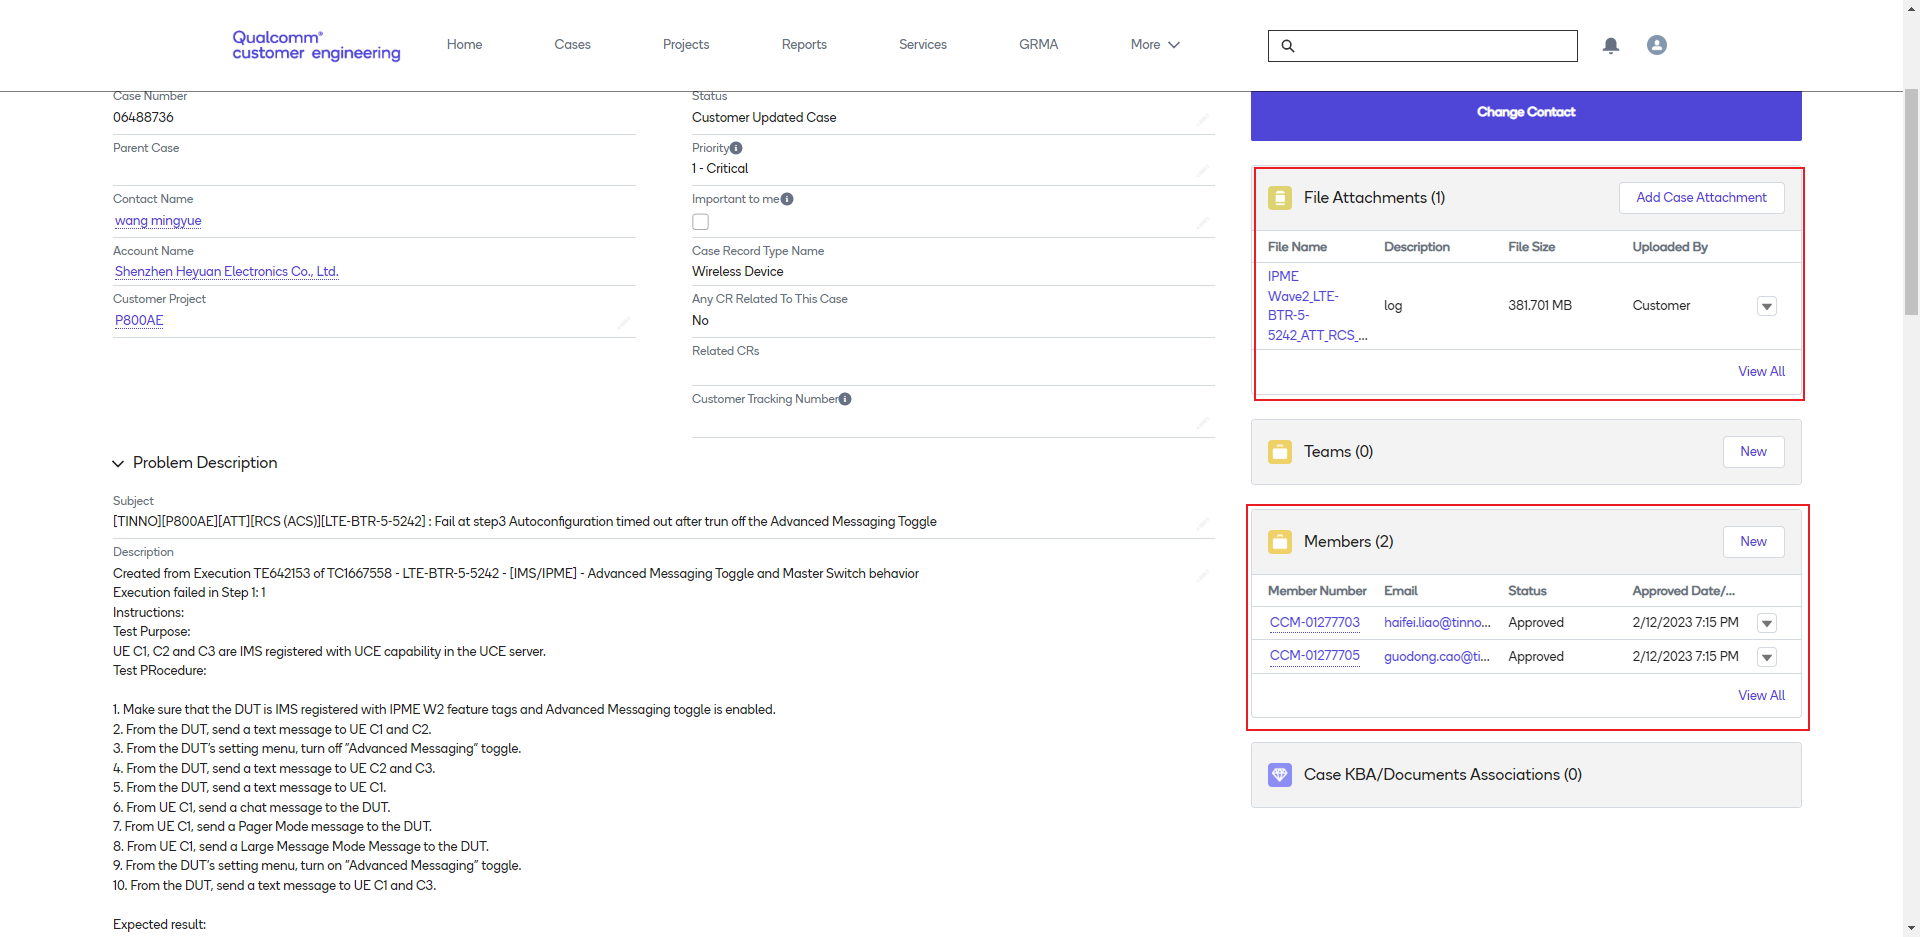 Qualcomm®
customer engineering
Home
Cases
Projects
Reports
Services
GRMA
More
Case Number
06488736
Parent Case
Contact Name
wang mingyue
Account Name
Shenzhen Heyuan Electronics Co., Ltd.
Customer Project
P800AE
Status
Customer Updated Case
Priority
1 - Critical
Important to me
Case Record Type Name
Wireless Device
Any CR Related To This Case
No
Related CRs
Customer Tracking Number
Problem Description
Subject
[TINNO][P800AE][ATT][RCS (ACS)][LTE-BTR-5-5242] : Fail at step3 Autoconfiguration timed out after trun off the Advanced Messaging Toggle
Description
Created from Execution TE642153 of TC1667558 - LTE-BTR-5-5242 - [IMS/IPME] - Advanced Messaging Toggle and Master Switch behavior
Execution failed in Step 1: 1
Instructions:
Test Purpose:
UE C1, C2 and C3 are IMS registered with UCE capability in the UCE server.
Test PRocedure:
1. Make sure that the DUT is IMS registered with IPME W2 feature tags and Advanced Messaging toggle is enabled.
2. From the DUT, send a text message to UE C1 and C2.
3. From the DUT's setting menu, turn off "Advanced Messaging" toggle.
4. From the DUT, send a text message to UE C2 and C3.
5. From the DUT, send a text message to UE C1.
6. From UE C1, send a chat message to the DUT.
7. From UE C1, send a Pager Mode message to the DUT.
8. From UE C1, send a Large Message Mode Message to the DUT.
9. From the DUT's setting menu, turn on "Advanced Messaging" toggle.
10. From the DUT, send a text message to UE C1 and C3.
Expected result:
Change Contact
File Attachments (1)
Add Case Attachment
File Name Description File Size Uploaded By
IPME
Wave2_LTE-
BTR-5-
5242_ATT_RCS_...
log
381.701 MB
Customer
View All
Teams (0)
New
Members (2)
New
Member Number Email Status Approved Date/...
CCM-01277703 haifei.liao@tinno... Approved 2/12/2023 7:15 PM
CCM-01277705 guodong.cao@ti... Approved 2/12/2023 7:15 PM
View All
Case KBA/Documents Associations (0)